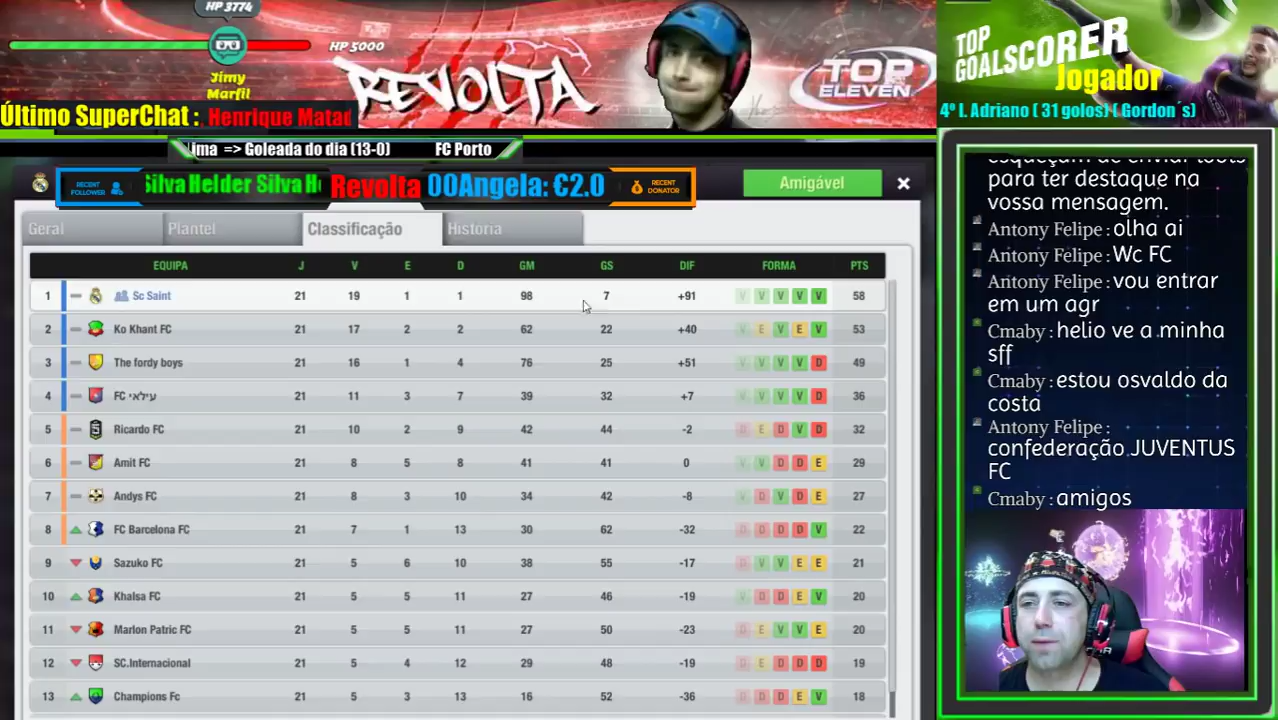 HP 3774
HP 5000
Jimy
Marfil
REVOLTA
TOP
ELEVEN
TOP
GOALSCORER
Jogador
4º I. Adriano ( 31 golos) ( Gordon´s)
Último SuperChat : Henrique Matad
ima => Goleada do dia (13-0) FC Porto
RECENT
FOLLOWER
Silva Helder Silva H
Revolta 00Angela: €2.0
RECENT
DONATOR
Amigável
Geral Plantel Classificação História
EQUIPA J V E D GM GS DIF FORMA PTS
1 Sc Saint 21 19 1 1 98 7 +91 V V V V V 58
2 Ko Khant FC 21 17 2 2 62 22 +40 V E V E V 53
3 The fordy boys 21 16 1 4 76 25 +51 V V V V D 49
4 FC עילאי 21 11 3 7 39 32 +7 V V V V D 36
5 Ricardo FC 21 10 2 9 42 44 -2 D E D V D 32
6 Amit FC 21 8 5 8 41 41 0 V V D D E 29
7 Andys FC 21 8 3 10 34 42 -8 V D V D E 27
8 FC Barcelona FC 21 7 1 13 30 62 -32 D D D D V 22
9 Sazuko FC 21 5 6 10 38 55 -17 D V V E E 21
10 Khalsa FC 21 5 5 11 27 46 -19 V D D E V 20
11 Marlon Patric FC 21 5 5 11 27 50 -23 D E V V E 20
12 SC.Internacional 21 5 4 12 29 48 -19 D E D D D 19
13 Champions Fc 21 5 3 13 16 52 -36 D D D E V 18
esqueçam de enviar loots
para ter destaque na
vossa mensagem.
Antony Felipe : olha ai
Antony Felipe : Wc FC
Antony Felipe : vou entrar
em um agr
Cmaby : helio ve a minha
sff
Cmaby : estou osvaldo da
costa
Antony Felipe :
confederação JUVENTUS
FC
Cmaby : amigos